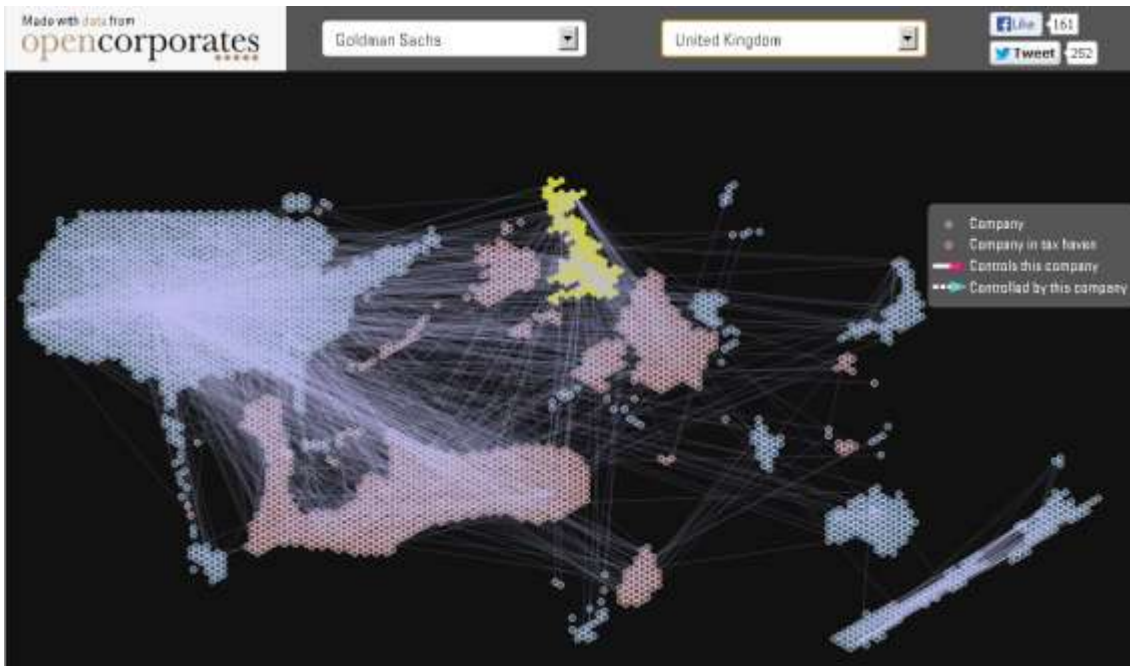 Made with data from
opencorporates
Goldman Sachs
United Kingdom
Like 161
Tweet 252
Company
Company in tax haven
Controls this company
Controlled by this company